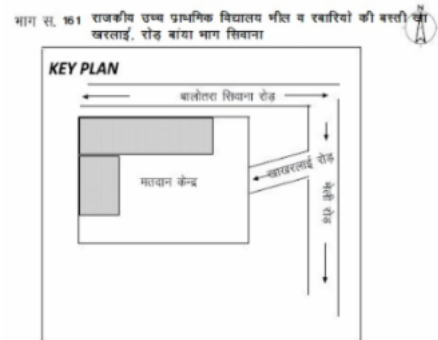 भाग स. 161 राजकीय उच्च प्राथमिक विद्यालय भील व रबारियो की बस्ती खा
खरलाई, रोड़ बांया भाग सिवाना
N
KEY PLAN
बालोतरा सिवाना रोड़
खाखरलाई रोड़
मतदान केन्द्र
रोड़